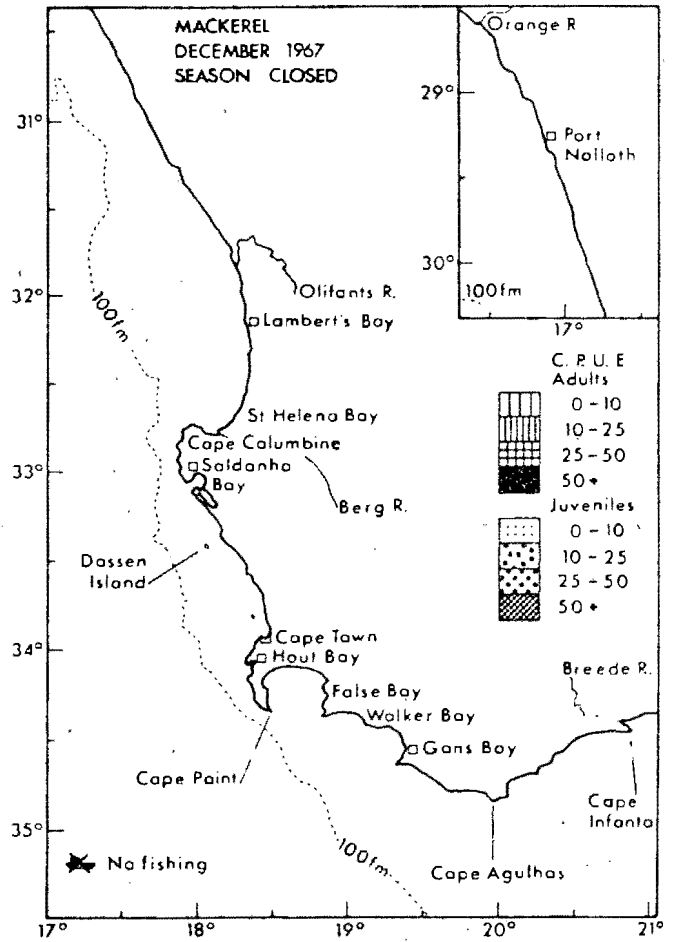 MACKEREL
DECEMBER 1967
SEASON CLOSED
Orange R
29°
Port
Nolloth
30°
100fm
17°
31°
32°
33°
34°
35°
100fm
Olifants R.
Lambert's Bay
St Helena Bay
Cape Columbine
Saldanha
Bay
Berg R.
Dassen
Island
Cape Town
Hout Bay
False Bay
Walker Bay
Gans Bay
Breede R.
Cape Point
Cape
Infanta
Cape Agulhas
100fm
No fishing
C. P. U. E
Adults
0-10
10-25
25-50
50+
Juveniles
0-10
10-25
25-50
50+
17°
18°
19°
20°
21°